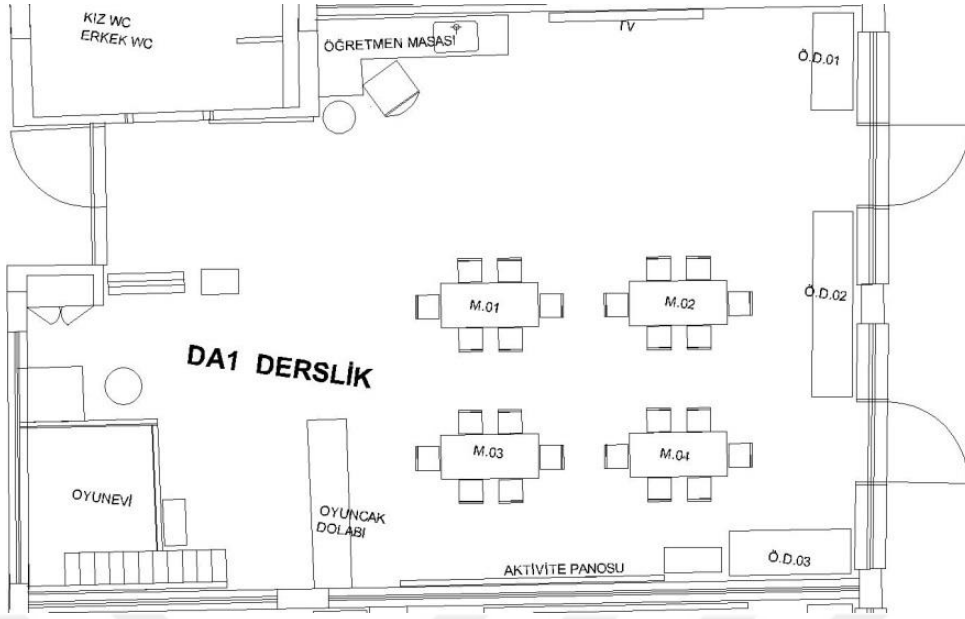 KIZ WC
ERKEK WC
ÖĞRETMEN MASASI
TV
Ö.D.01
M.01
M.02
Ö.D.02
DA1 DERSLİK
M.03
M.04
OYUNEVİ
OYUNCAK
DOLABI
AKTİVİTE PANOSU
Ö.D.03